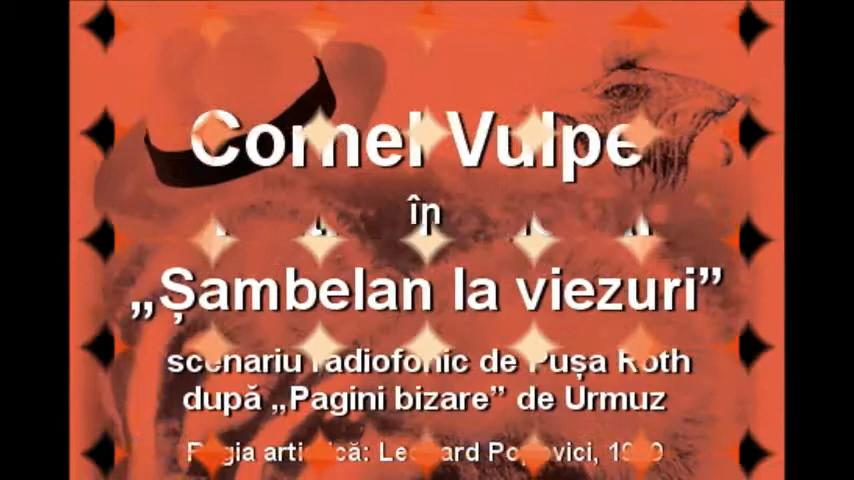 Cornel Vulpe
în
„Șambelan la viezuri”
scenariu radiofonic de Pușa Roth
după „Pagini bizare” de Urmuz
Regia artistică: Leonard Popovici,